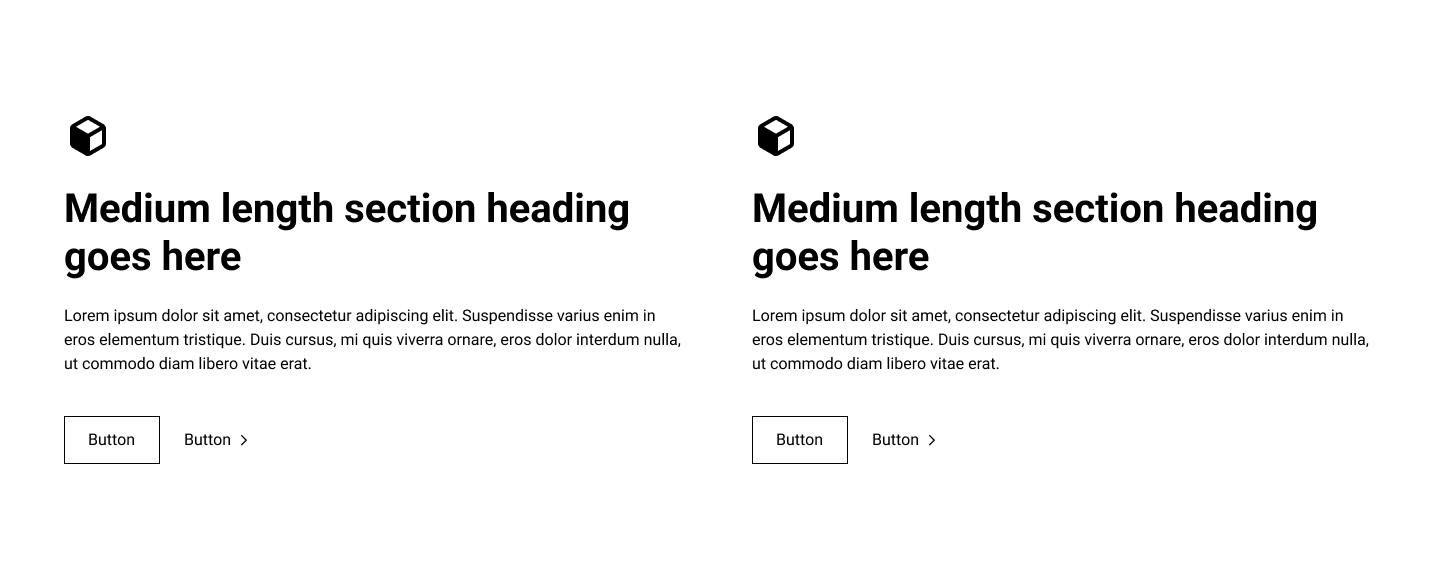 Medium length section heading
goes here
Lorem ipsum dolor sit amet, consectetur adipiscing elit. Suspendisse varius enim in
eros elementum tristique. Duis cursus, mi quis viverra ornare, eros dolor interdum nulla,
ut commodo diam libero vitae erat.
Button
Button
Medium length section heading
goes here
Lorem ipsum dolor sit amet, consectetur adipiscing elit. Suspendisse varius enim in
eros elementum tristique. Duis cursus, mi quis viverra ornare, eros dolor interdum nulla,
ut commodo diam libero vitae erat.
Button
Button